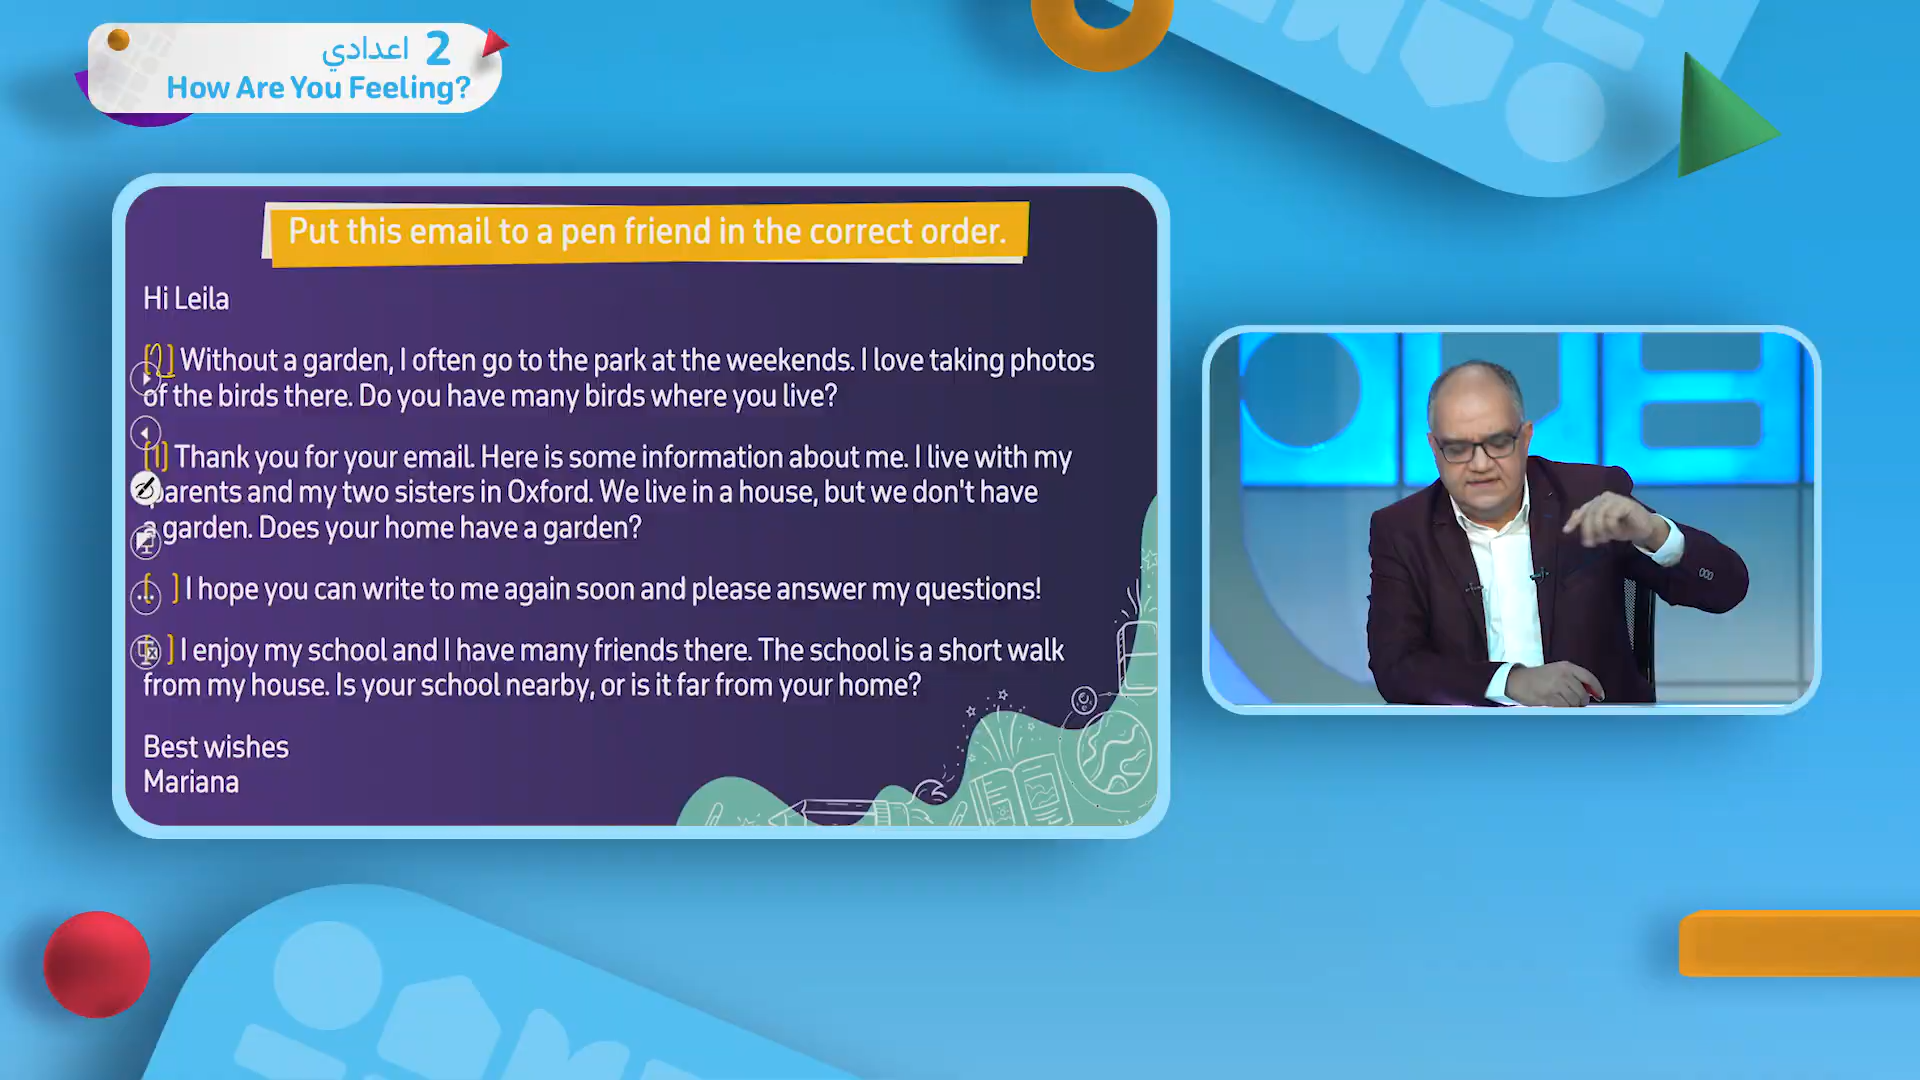 2 اعدادي
How Are You Feeling?
Put this email to a pen friend in the correct order.
Hi Leila
[2] Without a garden, I often go to the park at the weekends. I love taking photos
of the birds there. Do you have many birds where you live?
[1] Thank you for your email. Here is some information about me. I live with my
parents and my two sisters in Oxford. We live in a house, but we don't have
a garden. Does your home have a garden?
[ ] I hope you can write to me again soon and please answer my questions!
[ ] I enjoy my school and I have many friends there. The school is a short walk
from my house. Is your school nearby, or is it far from your home?
Best wishes
Mariana